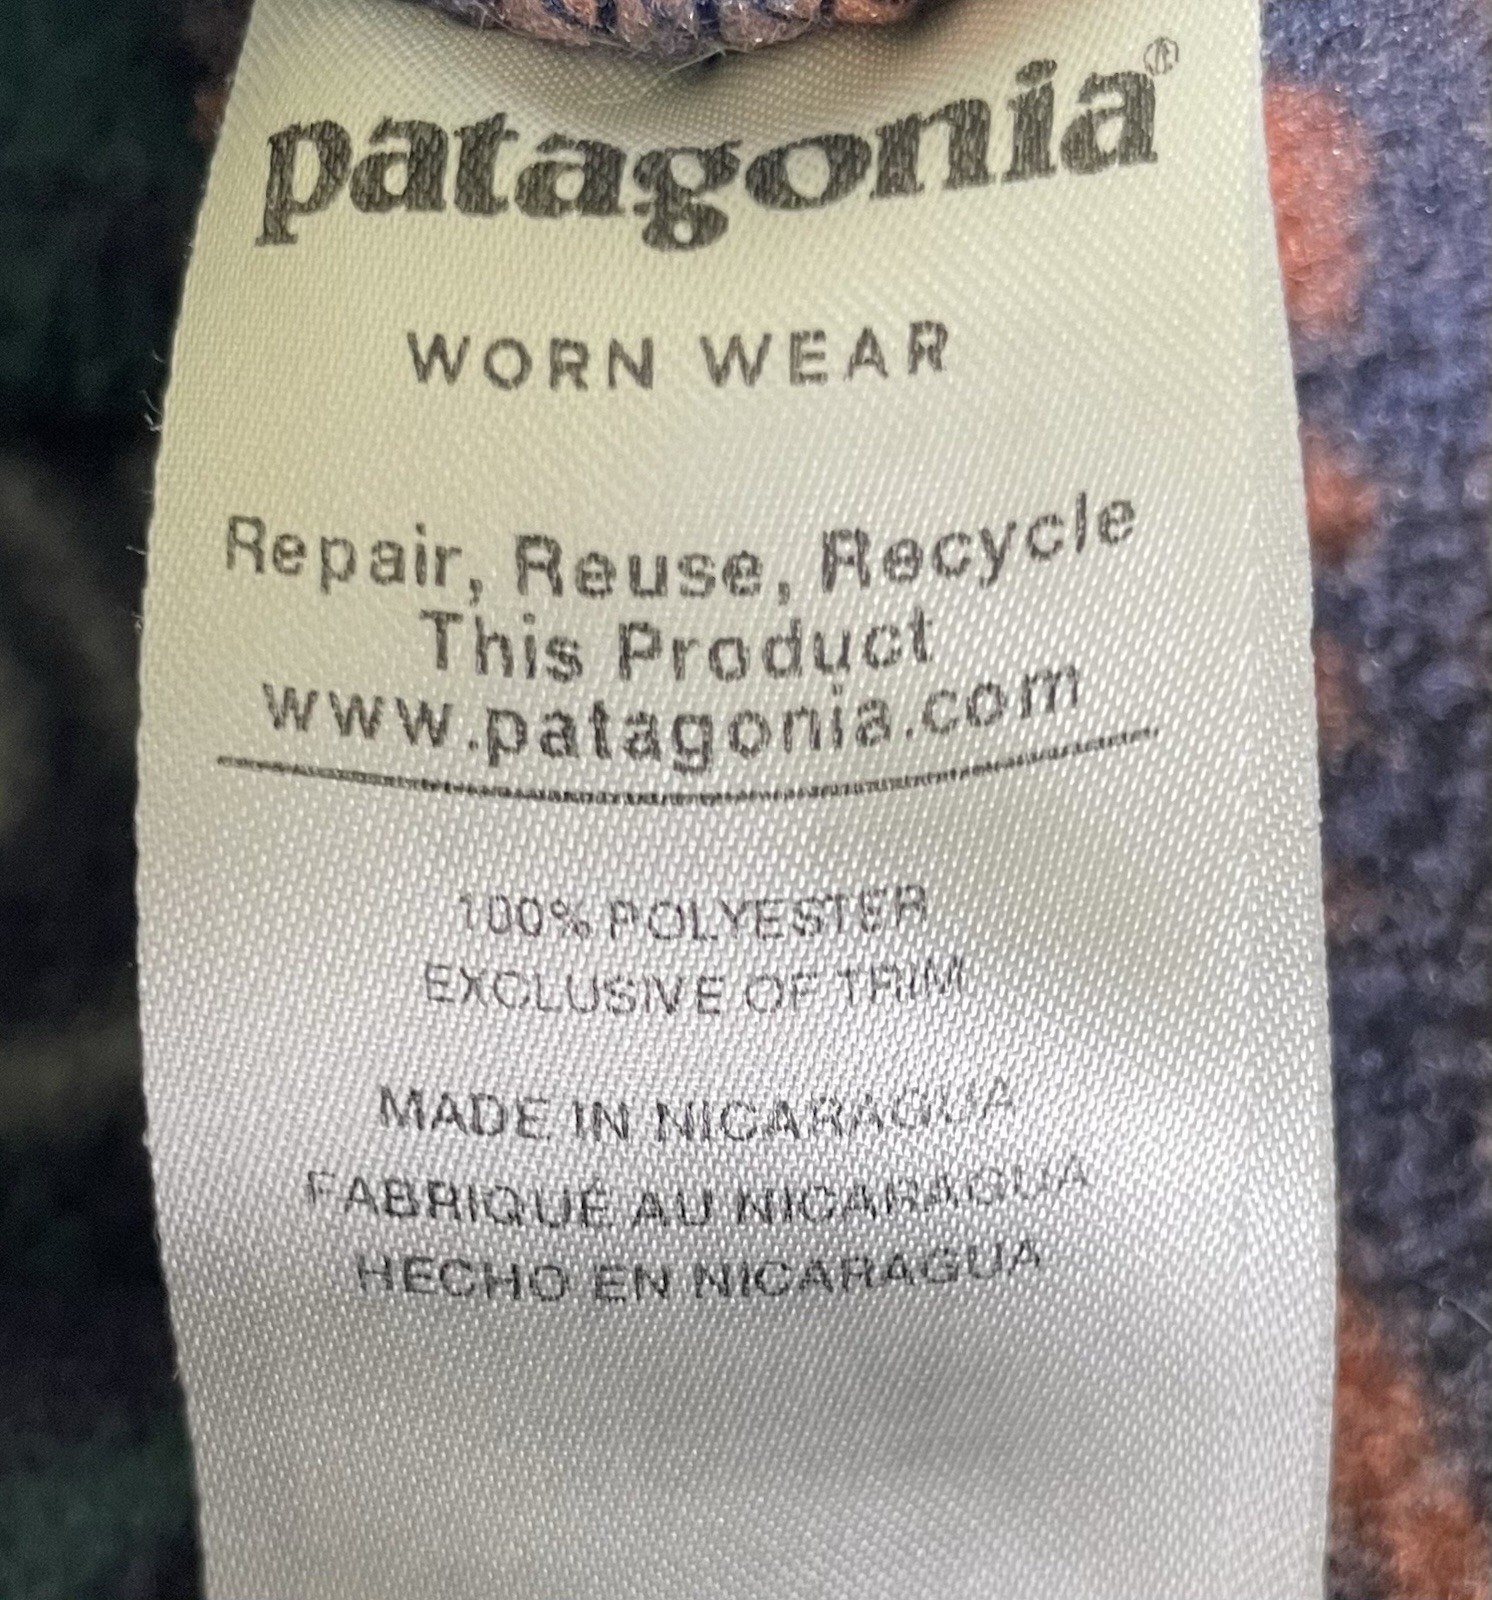 patagonia®
WORN WEAR
Repair, Reuse, Recycle
This Product
www.patagonia.com
100% POLYESTER
EXCLUSIVE OF TRIM
MADE IN NICARAGUA
FABRIQUÉ AU NICARAGUA
HECHO EN NICARAGUA